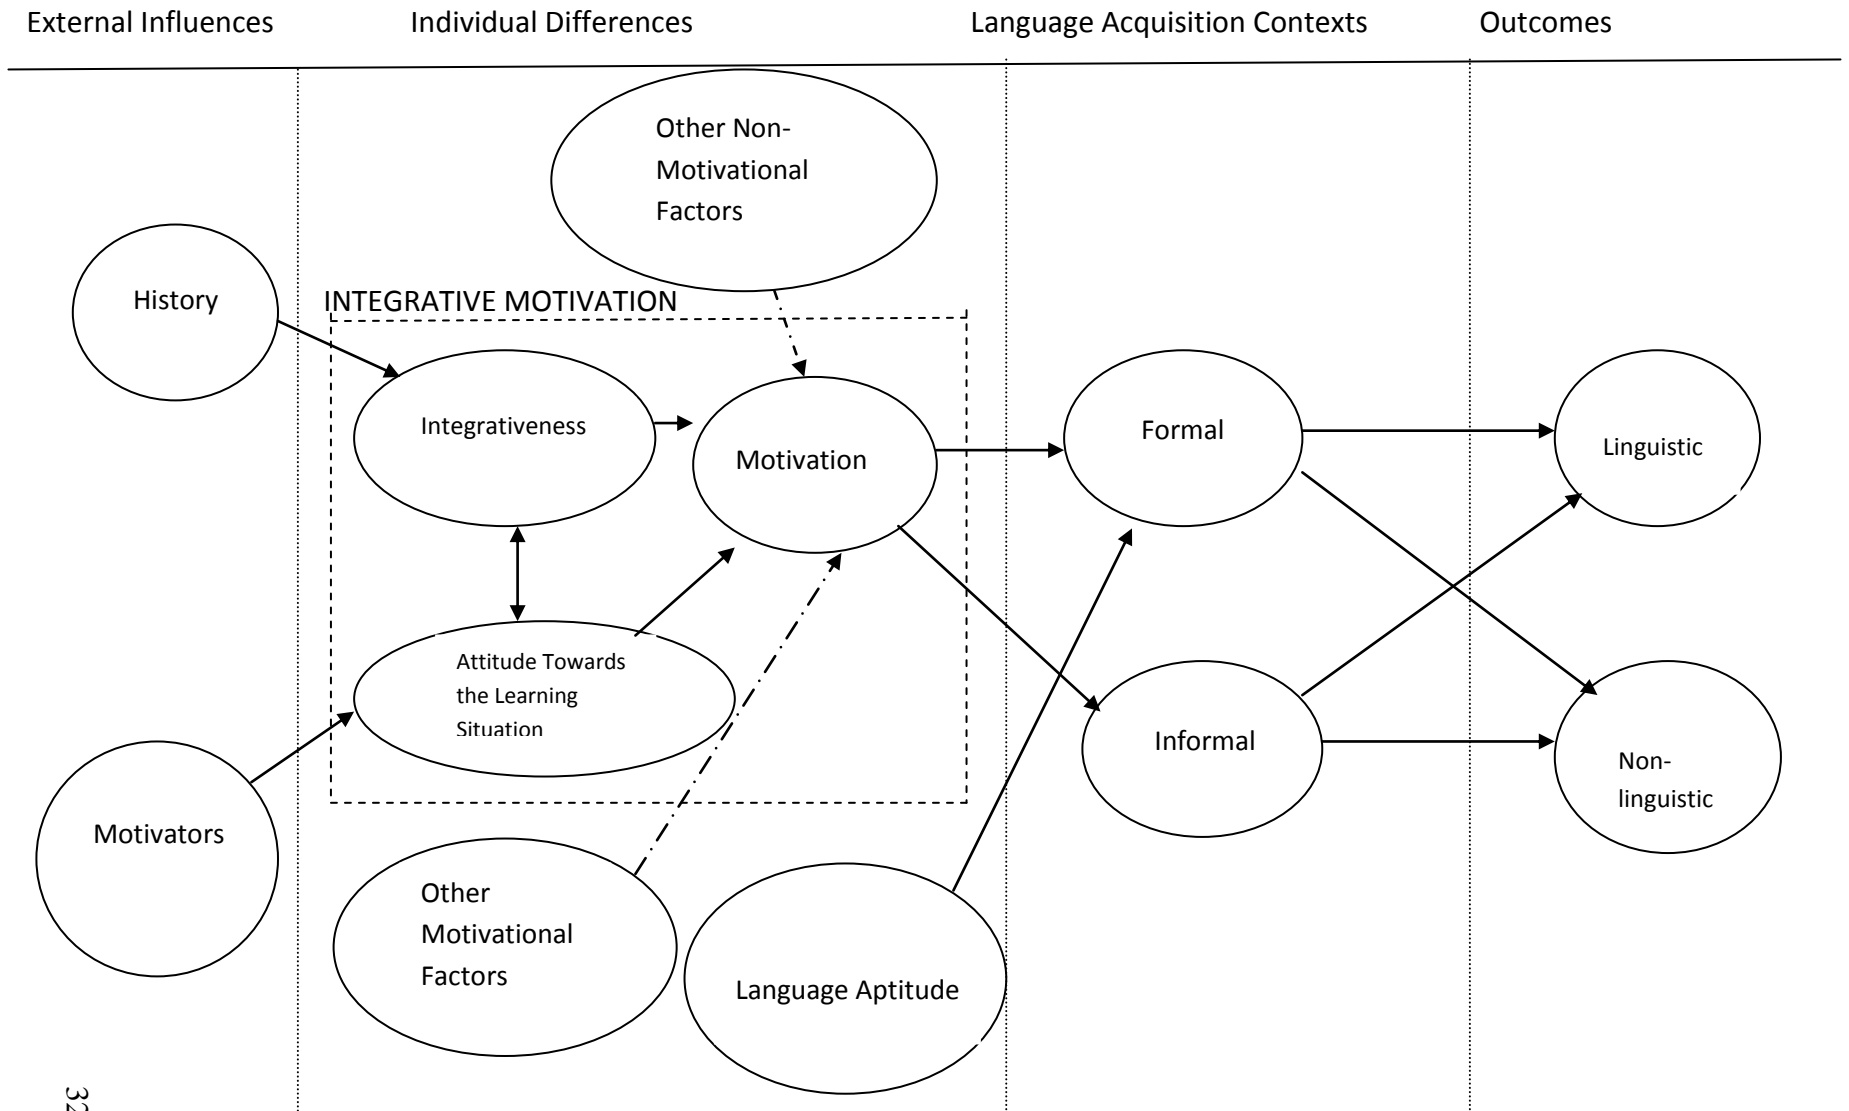 External Influences
Individual Differences
Language Acquisition Contexts
Outcomes
Other Non-
Motivational
Factors
History
INTEGRATIVE MOTIVATION
Integrativeness
Motivation
Formal
Linguistic
Attitude Towards
the Learning
Situation
Informal
Non-
linguistic
Motivators
Other
Motivational
Factors
Language Aptitude
32